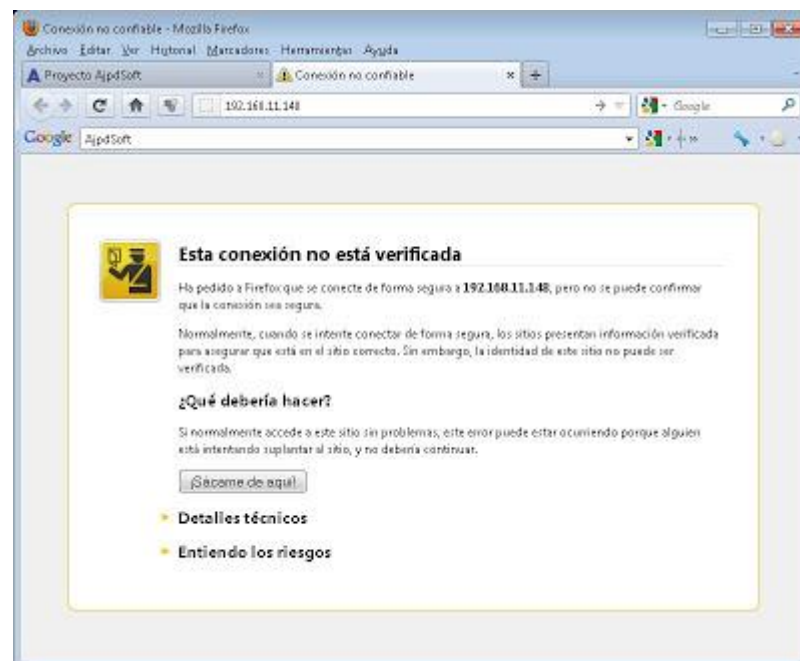 Conexión no confiable - Mozilla Firefox
Archivo Editar Ver Historial Marcadores Herramientas Ayuda
Proyecto AjpdSoft
Conexión no confiable
192.168.11.148
Google
Google AjpdSoft
Esta conexión no está verificada
Ha pedido a Firefox que se conecte de forma segura a 192.168.11.148, pero no se puede confirmar
que la conexión sea segura.
Normalmente, cuando se intente conectar de forma segura, los sitios presentan información verificada
para asegurar que está en el sitio correcto. Sin embargo, la identidad de este sitio no puede ser
verificada.
¿Qué debería hacer?
Si normalmente accede a este sitio sin problemas, este error puede estar ocurriendo porque alguien
está intentando suplantar al sitio, y no debería continuar.
¡Sácame de aquí!
Detalles técnicos
Entiendo los riesgos